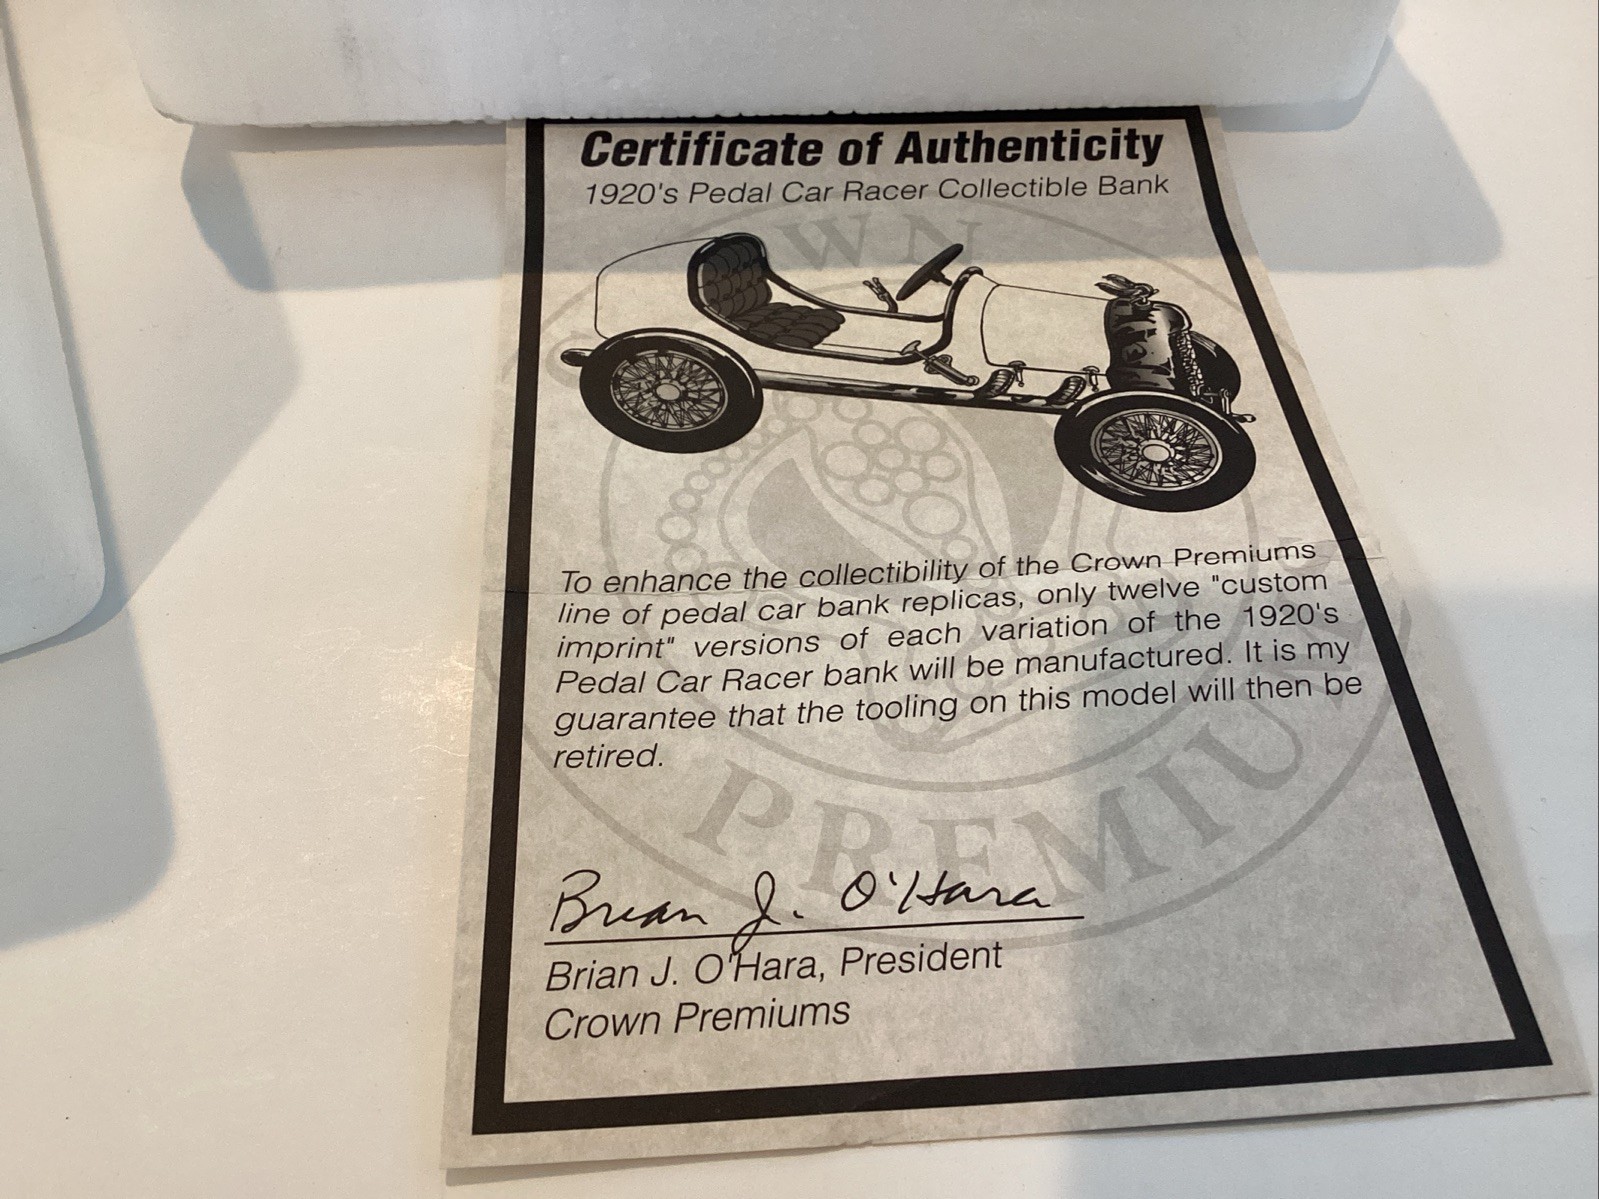 Certificate of Authenticity
1920's Pedal Car Racer Collectible Bank
WN
To enhance the collectibility of the Crown Premiums
line of pedal car bank replicas, only twelve "custom
imprint" versions of each variation of the 1920's
Pedal Car Racer bank will be manufactured. It is my
guarantee that the tooling on this model will then be
retired.
PREMIU
Brian J. O'Hara
Brian J. O'Hara, President
Crown Premiums